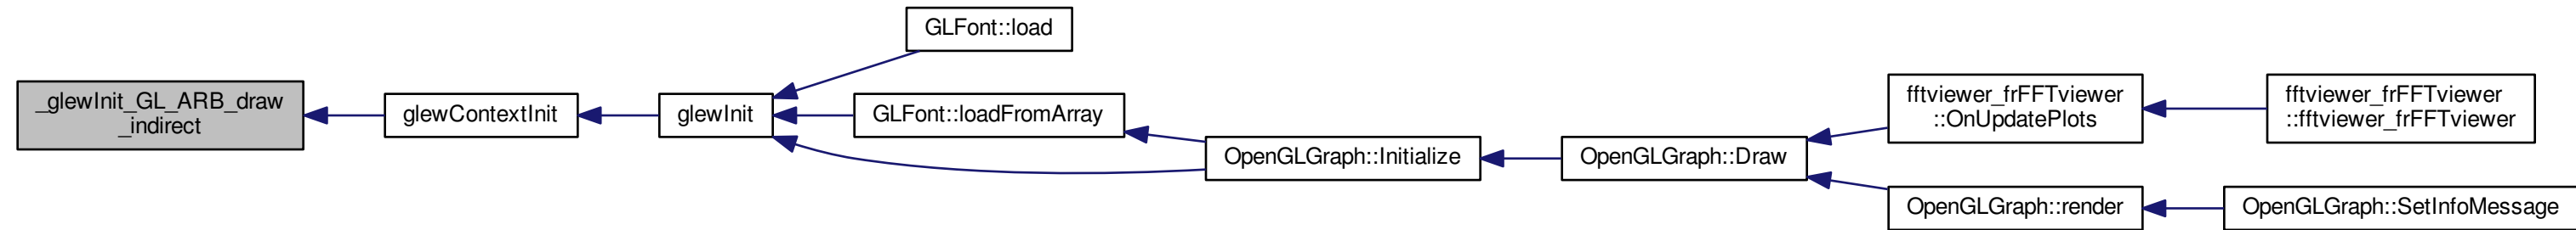 _glewInit_GL_ARB_draw
_indirect
glewContextInit
glewInit
GLFont::load
GLFont::loadFromArray
OpenGLGraph::Initialize
OpenGLGraph::Draw
fftviewer_frFFTviewer
::OnUpdatePlots
fftviewer_frFFTviewer
::fftviewer_frFFTviewer
OpenGLGraph::render
OpenGLGraph::SetInfoMessage